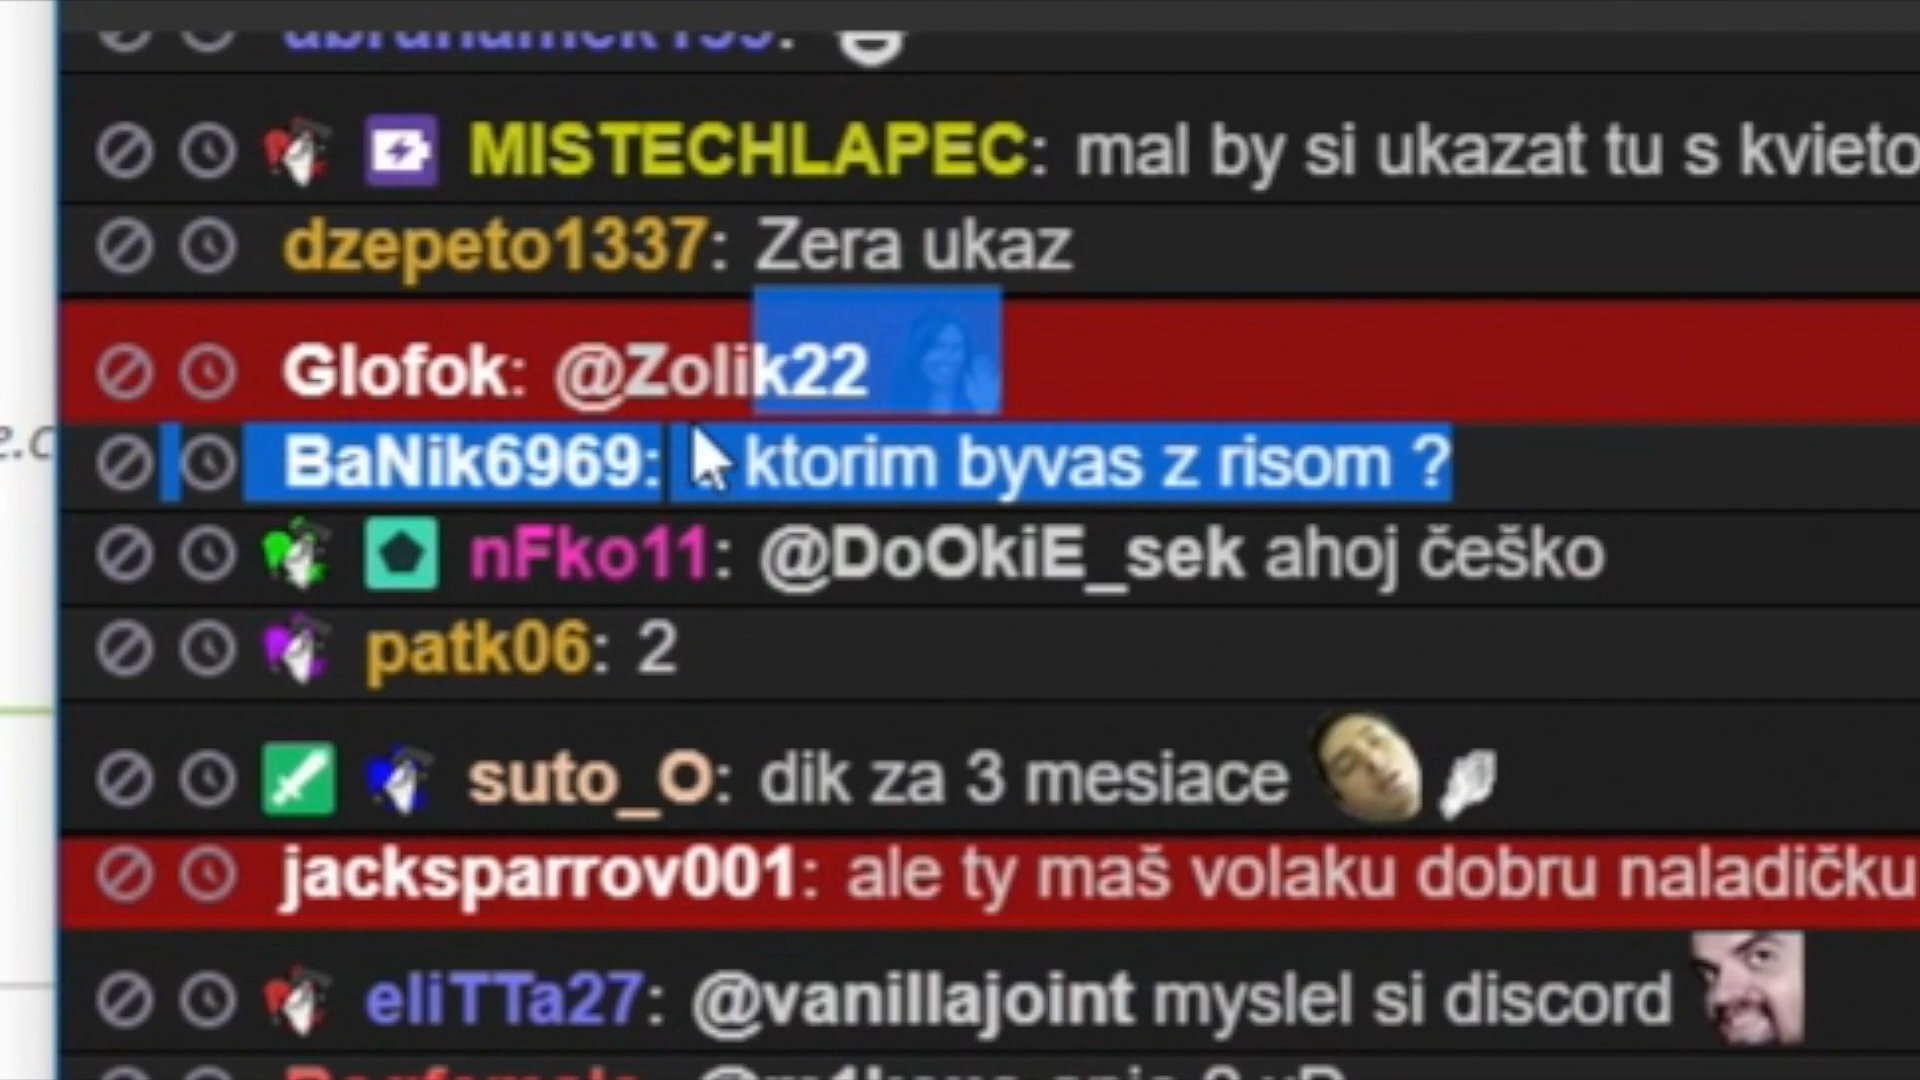 MISTECHLAPEC: mal by si ukazat tu s kvieto
dzepeto1337: Zera ukaz
Glofok: @Zolik22
e.c
BaNik6969: ktorim byvas z risom ?
nFko11: @DoOkiE_sek ahoj češko
patk06: 2
suto_O: dik za 3 mesiace
jacksparrov001: ale ty maš volaku dobru naladičku
eliTTa27: @vanillajoint myslel si discord